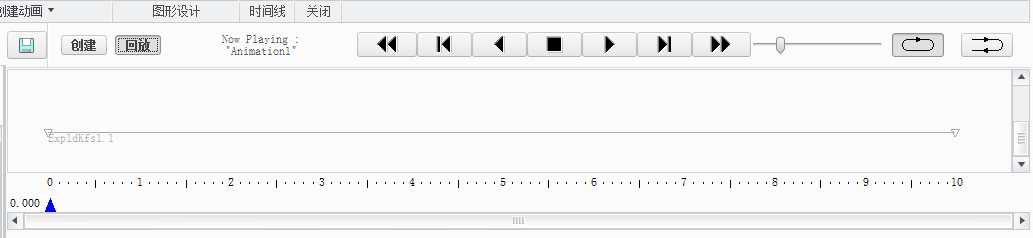 创建动画
图形设计
时间线
关闭
创建
回放
Now Playing :
"Animation1"
ExpldKfs1.1
0 1 2 3 4 5 6 7 8 9 10
0.000